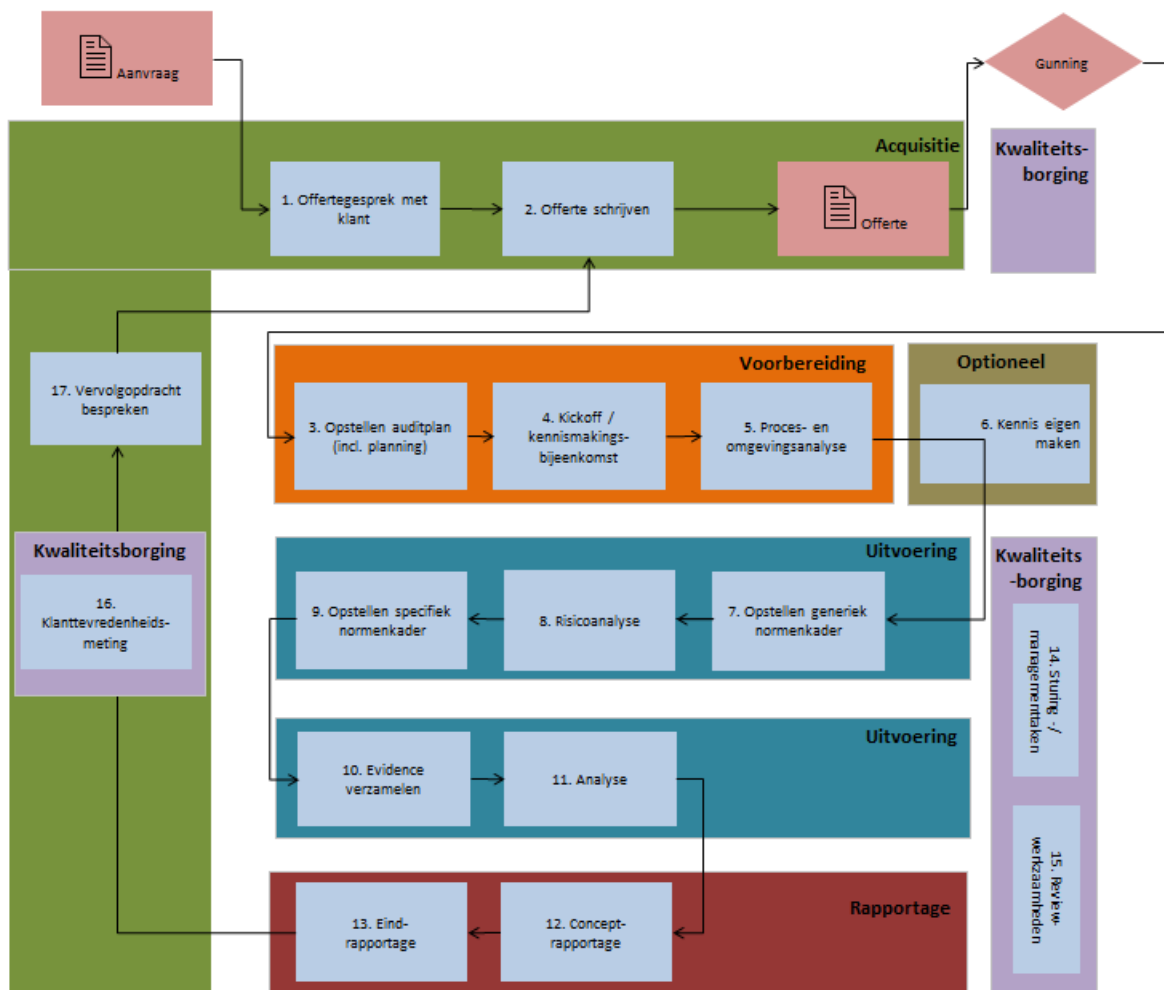 Aanvraag
Gunning
Acquisitie
Kwaliteits-
borging
1. Offertegesprek met
klant
2. Offerte schrijven
Offerte
17. Vervolgopdracht
bespreken
Voorbereiding
Optioneel
3. Opstellen auditplan
(incl. planning)
4. Kickoff /
kennismakings-
bijeenkomst
5. Proces- en
omgevingsanalyse
6. Kennis eigen
maken
Kwaliteitsborging
16.
Klanttevredenheids-
meting
Uitvoering
Kwaliteits
-borging
9. Opstellen specifiek
normenkader
8. Risicoanalyse
7. Opstellen generiek
normenkader
14. Sturing -/
managementtaken
Uitvoering
10. Evidence
verzamelen
11. Analyse
15. Review-
werkzaamheden
Rapportage
13. Eind-
rapportage
12. Concept-
rapportage